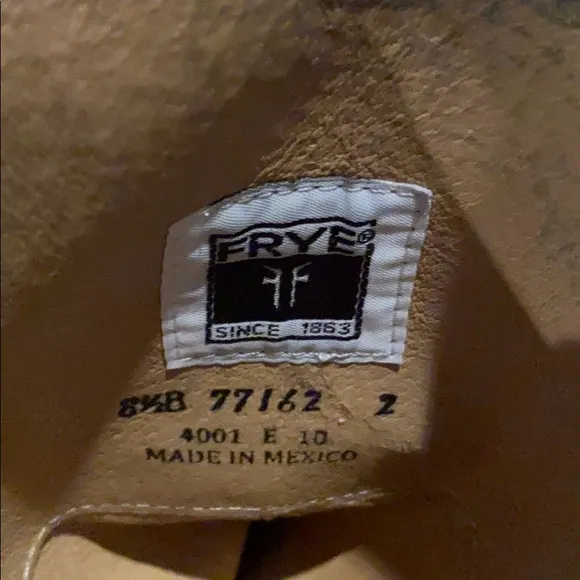 FRYE®
SINCE 1863
8½B 77162 2
4001 E 10
MADE IN MEXICO